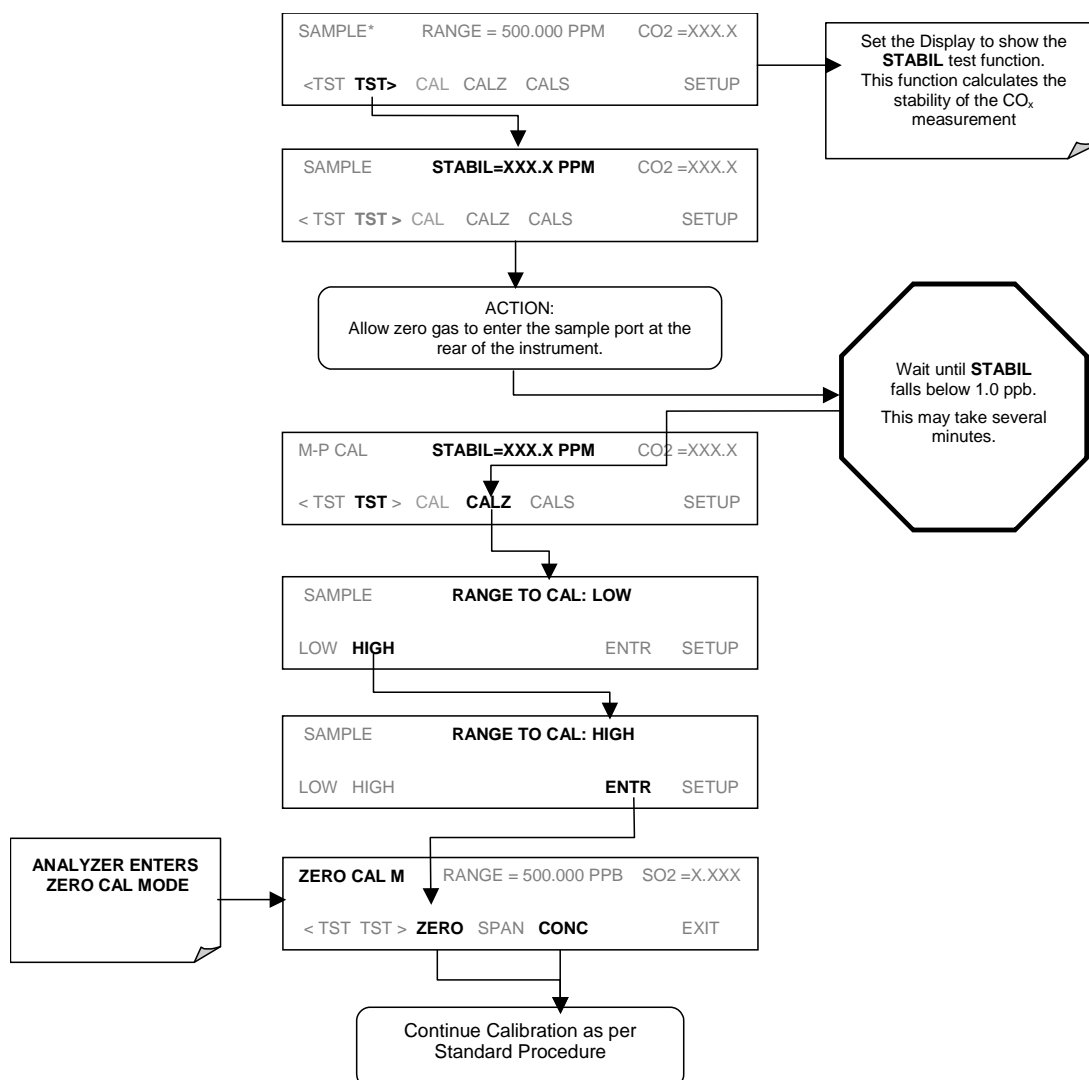 SAMPLE* RANGE = 500.000 PPM CO2 =XXX.X
<TST TST> CAL CALZ CALS SETUP
Set the Display to show the
STABIL test function.
This function calculates the
stability of the COx
measurement
SAMPLE STABIL=XXX.X PPM CO2 =XXX.X
< TST TST > CAL CALZ CALS SETUP
ACTION:
Allow zero gas to enter the sample port at the
rear of the instrument.
Wait until STABIL
falls below 1.0 ppb.
This may take several
minutes.
M-P CAL STABIL=XXX.X PPM CO2 =XXX.X
< TST TST > CAL CALZ CALS SETUP
SAMPLE RANGE TO CAL: LOW
LOW HIGH ENTR SETUP
SAMPLE RANGE TO CAL: HIGH
LOW HIGH ENTR SETUP
ANALYZER ENTERS
ZERO CAL MODE
ZERO CAL M RANGE = 500.000 PPB SO2 =X.XXX
< TST TST > ZERO SPAN CONC EXIT
Continue Calibration as per
Standard Procedure